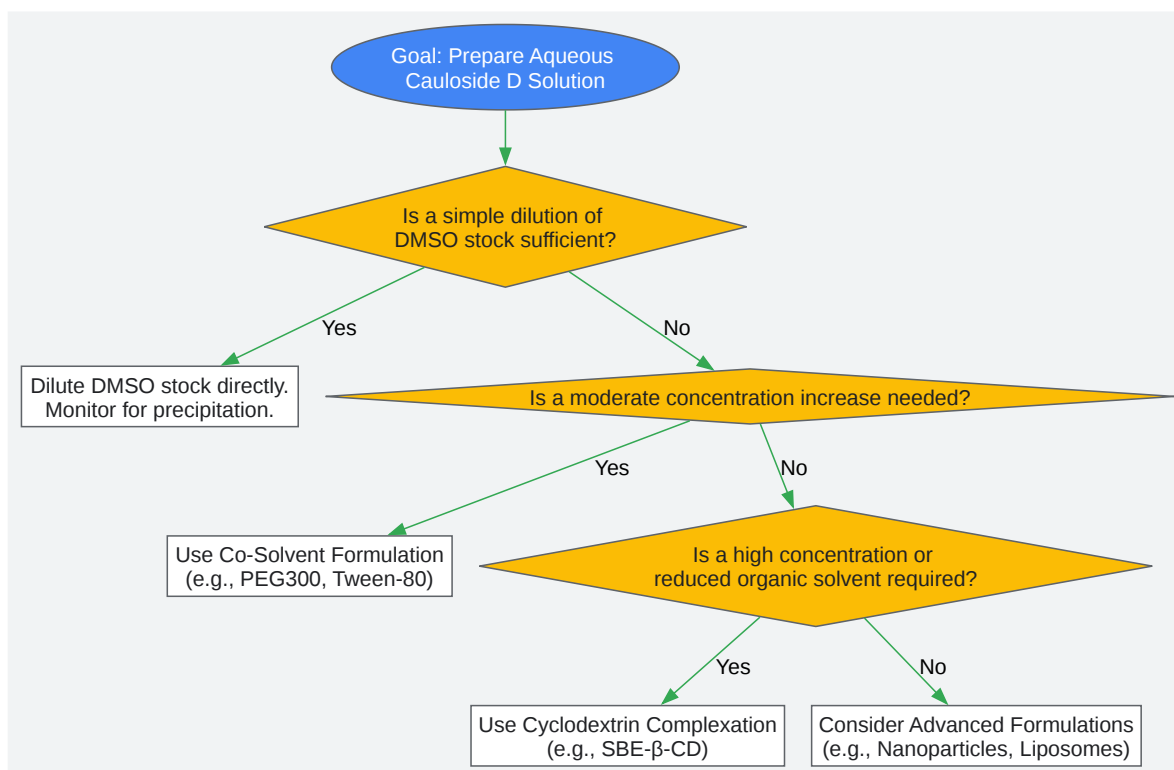 Goal: Prepare Aqueous
Cauloside D Solution
Is a simple dilution of
DMSO stock sufficient?
Yes
No
Dilute DMSO stock directly.
Monitor for precipitation.
Is a moderate concentration increase needed?
Yes
No
Use Co-Solvent Formulation
(e.g., PEG300, Tween-80)
Is a high concentration or
reduced organic solvent required?
Yes
No
Use Cyclodextrin Complexation
(e.g., SBE-β-CD)
Consider Advanced Formulations
(e.g., Nanoparticles, Liposomes)